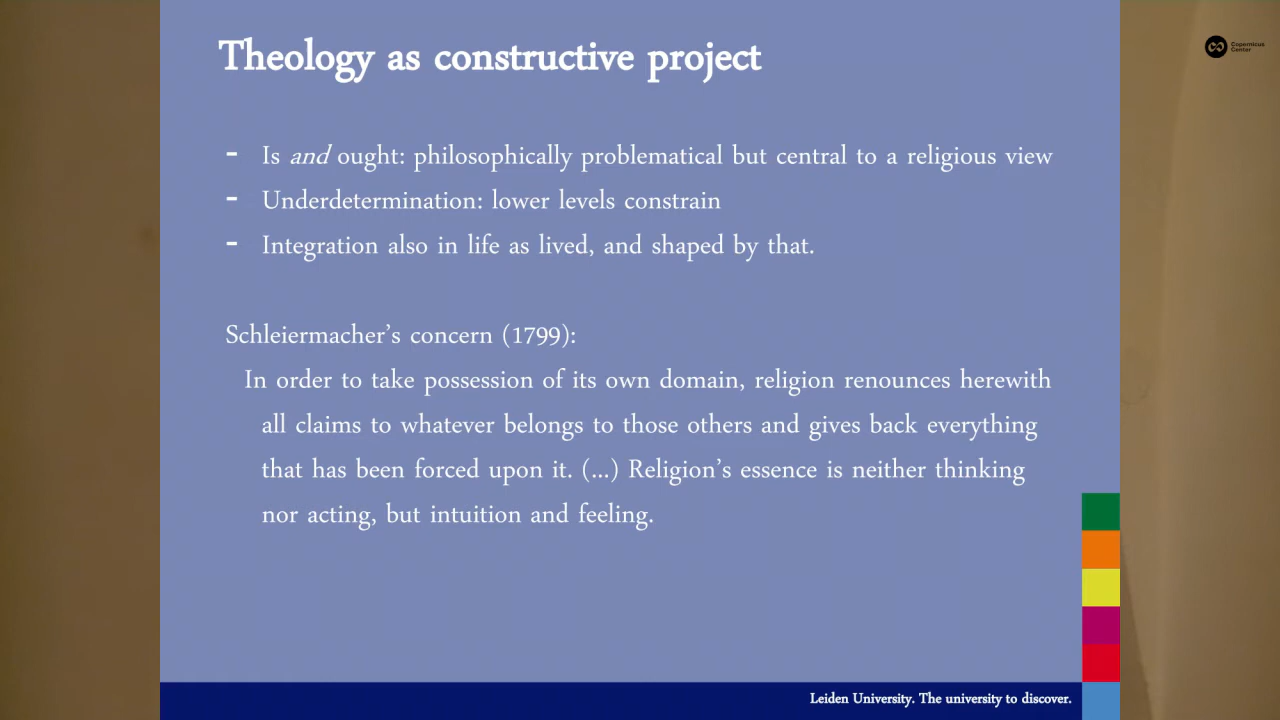 Theology as constructive project
Copernicus
Center
- Is and ought: philosophically problematical but central to a religious view
- Underdetermination: lower levels constrain
- Integration also in life as lived, and shaped by that.
Schleiermacher's concern (1799):
In order to take possession of its own domain, religion renounces herewith
all claims to whatever belongs to those others and gives back everything
that has been forced upon it. (...) Religion's essence is neither thinking
nor acting, but intuition and feeling.
Leiden University. The university to discover.